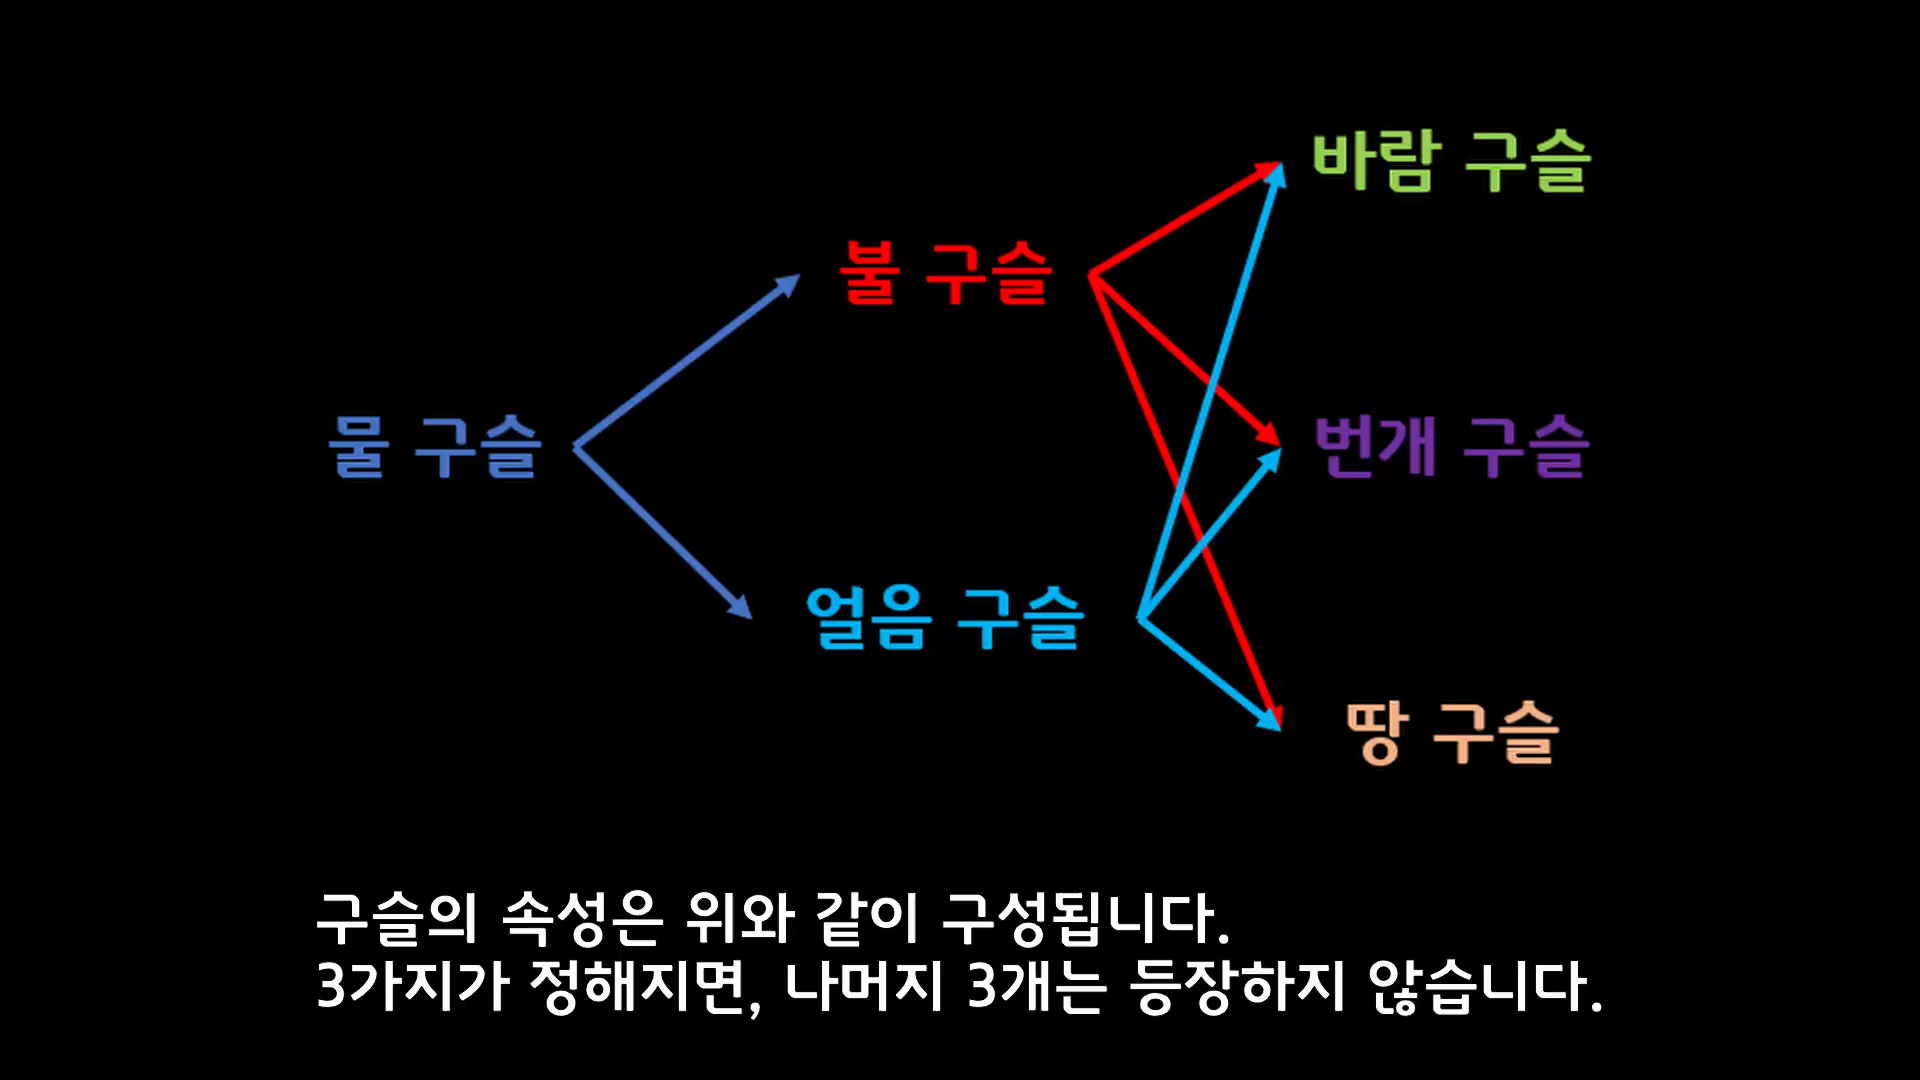 바람 구슬
불 구슬
물 구슬
번개 구슬
얼음 구슬
땅 구슬
구슬의 속성은 위와 같이 구성됩니다.
3가지가 정해지면, 나머지 3개는 등장하지 않습니다.